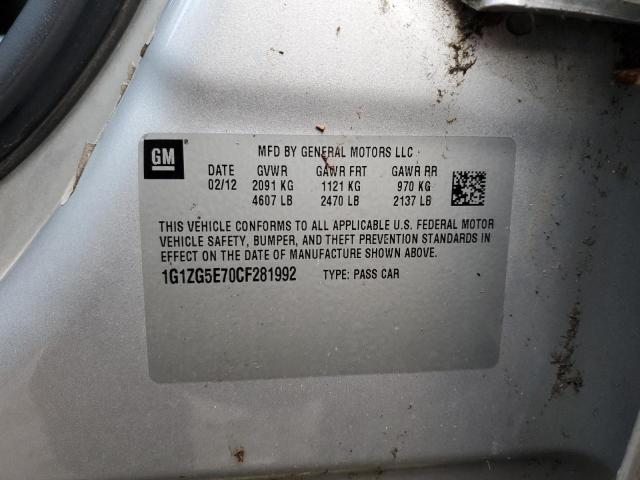 GM
MFD BY GENERAL MOTORS LLC
DATE GVWR GAWR FRT GAWR RR
02/12 2091 KG 1121 KG 970 KG
4607 LB 2470 LB 2137 LB
THIS VEHICLE CONFORMS TO ALL APPLICABLE U.S. FEDERAL MOTOR
VEHICLE SAFETY, BUMPER, AND THEFT PREVENTION STANDARDS IN
EFFECT ON THE DATE OF MANUFACTURE SHOWN ABOVE.
1G1ZG5E70CF281992 TYPE: PASS CAR